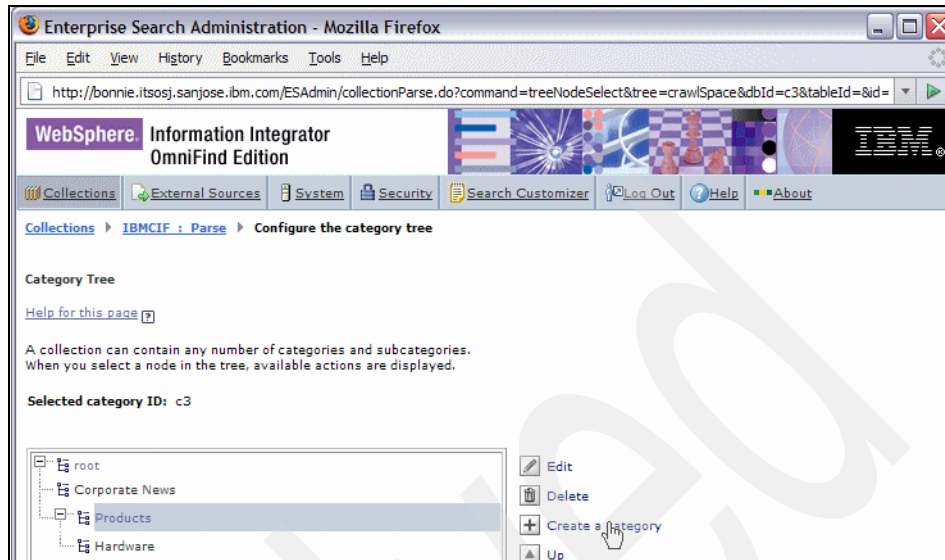 Enterprise Search Administration - Mozilla Firefox
File Edit View History Bookmarks Tools Help
http://bonnie.itsosj.sanjose.ibm.com/ESAdmin/collectionParse.do?command=treeNodeSelect&tree=crawlSpace&dbId=c3&tableId=&id=
WebSphere. Information Integrator
OmniFind Edition
IBM®
Collections External Sources System Security Search Customizer Log Out Help About
Collections IBMCIF : Parse Configure the category tree
Category Tree
Help for this page ?
A collection can contain any number of categories and subcategories.
When you select a node in the tree, available actions are displayed.
Selected category ID: c3
root
Corporate News
Products
Hardware
Edit
Delete
Create a category
Up